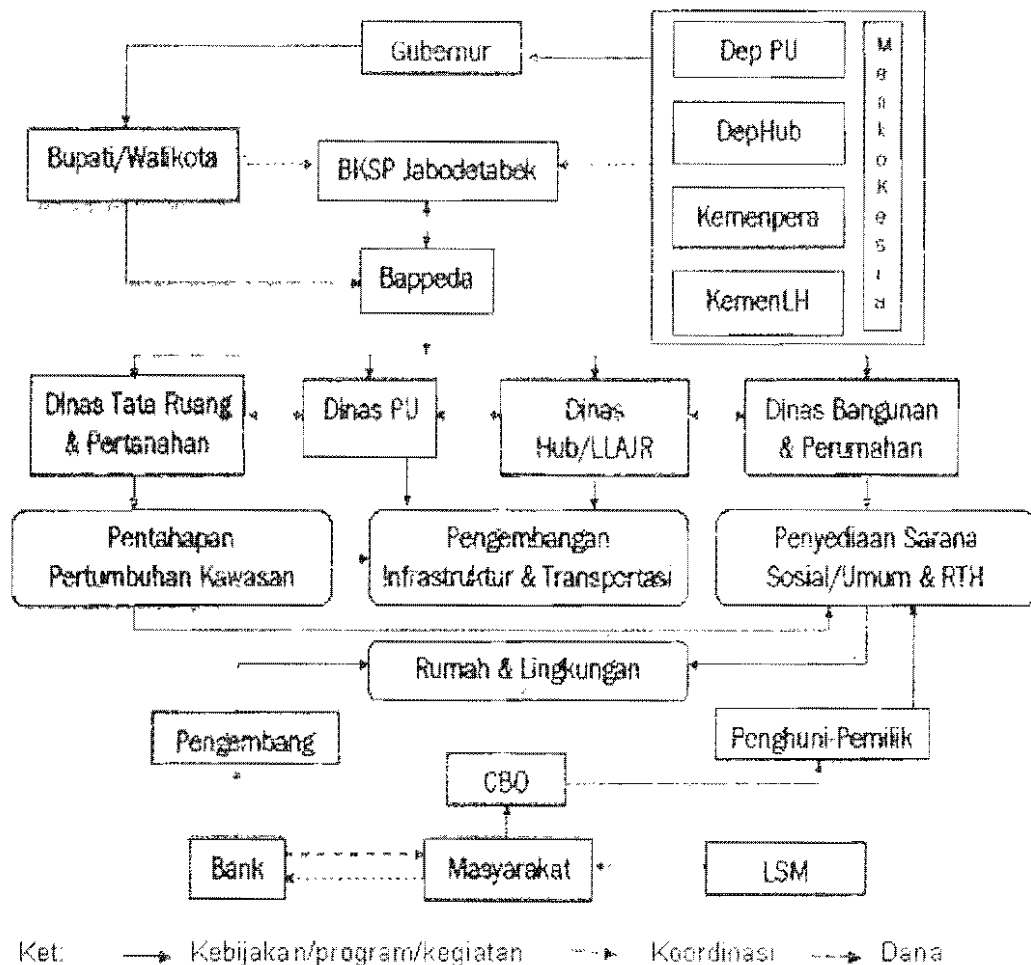 Gubernur
Dep PU
DepHub
Kemenpera
KemenLH
MenkoKesra
Bupati/Walikota
BKSP Jabodetabek
Bappeda
Dinas Tata Ruang
& Pertanahan
Dinas PU
Dinas
Hub/LLAJR
Dinas Bangunan
& Perumahan
Pentahapan
Pertumbuhan Kawasan
Pengembangan
Infrastruktur & Transportasi
Penyediaan Sarana
Sosial/Umum & RTH
Rumah & Lingkungan
Pengembang
Penghuni-Pemilik
CBO
Bank
Masyarakat
LSM
Ket: Kebijakan/program/kegiatan Koordinasi Dana